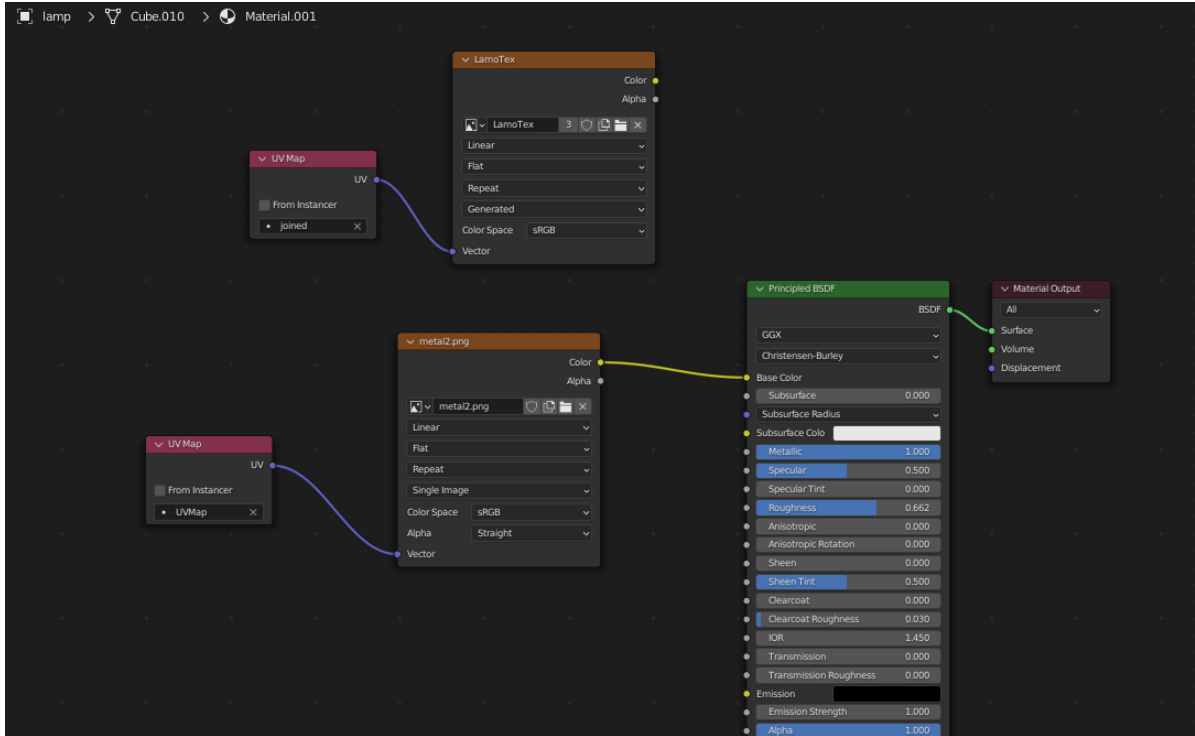 lamp > Cube.010 > Material.001
LamoTex
Color
Alpha
LamoTex 3
Linear
Flat
Repeat
Generated
Color Space sRGB
Vector
UV Map
UV
From Instancer
joined
metal2.png
Color
Alpha
metal2.png
Linear
Flat
Repeat
Single Image
Color Space sRGB
Alpha Straight
Vector
UV Map
UV
From Instancer
UVMap
Principled BSDF
BSDF
GGX
Christensen-Burley
Base Color
Subsurface 0.000
Subsurface Radius
Subsurface Colo
Metallic 1.000
Specular 0.500
Specular Tint 0.000
Roughness 0.662
Anisotropic 0.000
Anisotropic Rotation 0.000
Sheen 0.000
Sheen Tint 0.500
Clearcoat 0.000
Clearcoat Roughness 0.030
IOR 1.450
Transmission 0.000
Transmission Roughness 0.000
Emission
Emission Strength 1.000
Alpha 1.000
Material Output
All
Surface
Volume
Displacement